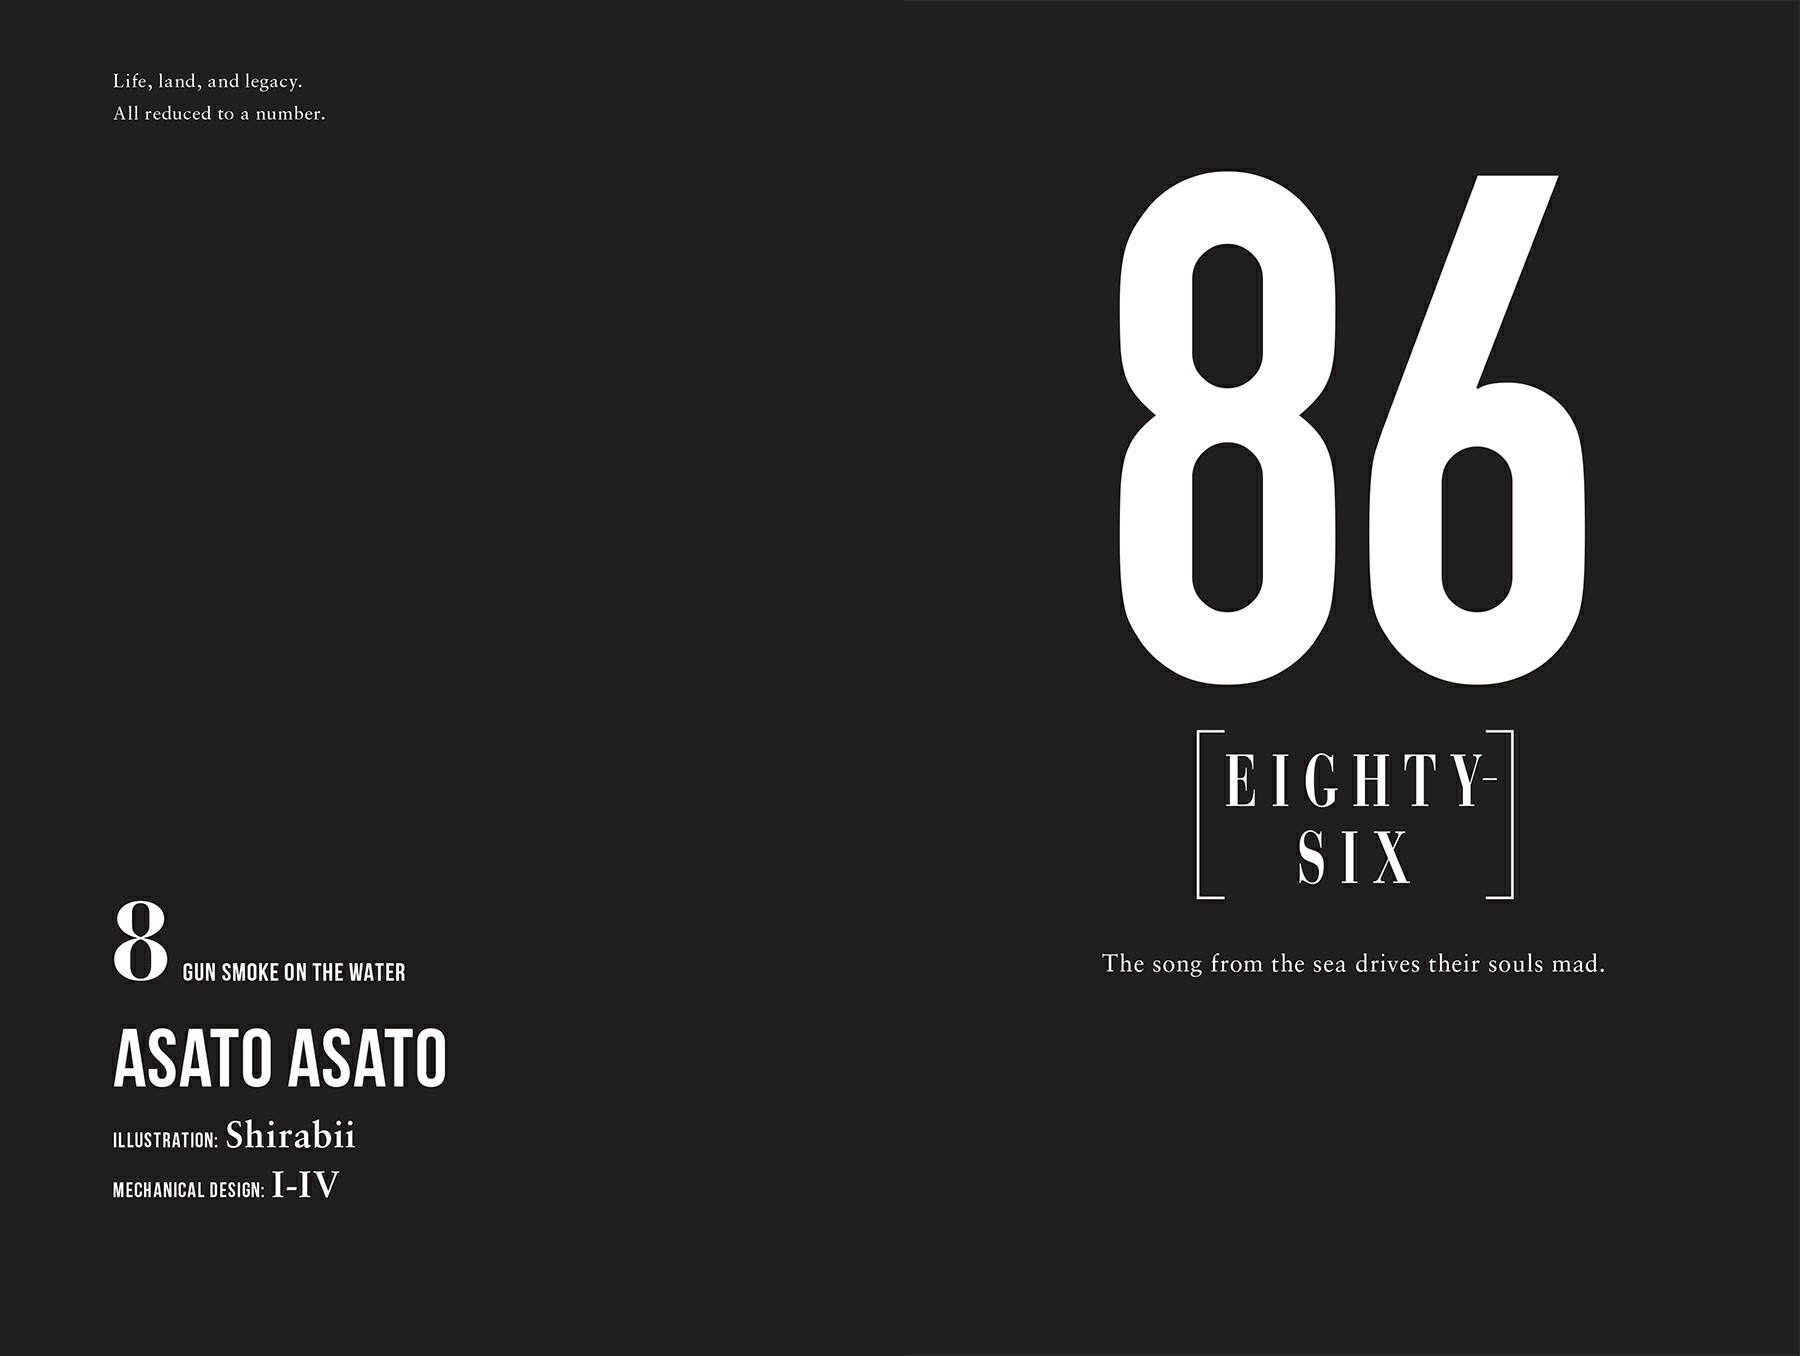 Life, land, and legacy.
All reduced to a number.
8 GUN SMOKE ON THE WATER
ASATO ASATO
ILLUSTRATION: Shirabii
MECHANICAL DESIGN: I-IV
86
[EIGHTY-
SIX]
The song from the sea drives their souls mad.